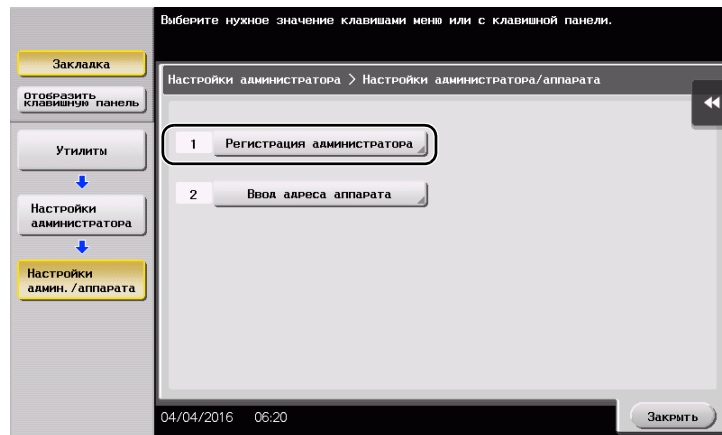 Выберите нужное значение клавишами меню или с клавишной панели.
Закладка
Отобразить
клавишную панель
Утилиты
Настройки
администратора
Настройки
админ./аппарата
Настройки администратора > Настройки администратора/аппарата
1 Регистрация администратора
2 Ввод адреса аппарата
04/04/2016 06:20
Закрыть